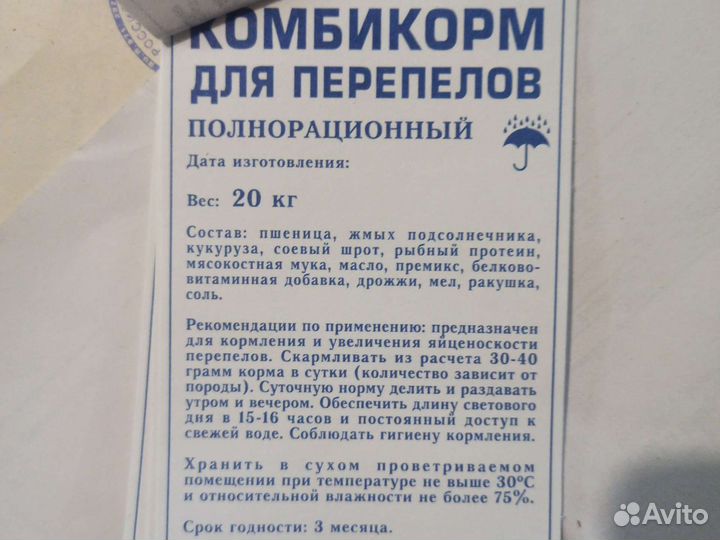 КОМБИКОРМ
ДЛЯ ПЕРЕПЕЛОВ
ПОЛНОРАЦИОННЫЙ
Дата изготовления:
Вес: 20 кг
Состав: пшеница, жмых подсолнечника,
кукуруза, соевый шрот, рыбный протеин,
мясокостная мука, масло, премикс, белково-
витаминная добавка, дрожжи, мел, ракушка,
соль.
Рекомендации по применению: предназначен
для кормления и увеличения яйценоскости
перепелов. Скармливать из расчета 30-40
грамм корма в сутки (количество зависит от
породы). Суточную норму делить и раздавать
утром и вечером. Обеспечить длину светового
дня в 15-16 часов и постоянный доступ к
свежей воде. Соблюдать гигиену кормления.
Хранить в сухом проветриваемом
помещении при температуре не выше 30°С
и относительной влажности не более 75%.
Срок годности: 3 месяца.
Avito